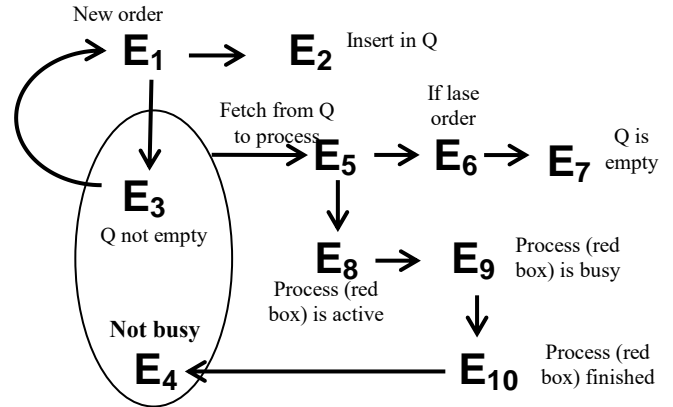 New order
E1
E2
Insert in Q
Fetch from Q
to process
If lase
order
E5
E6
E7
Q is
empty
E3
Q not empty
E8
Process (red
box) is active
E9
Process (red
box) is busy
Not busy
E4
E10
Process (red
box) finished